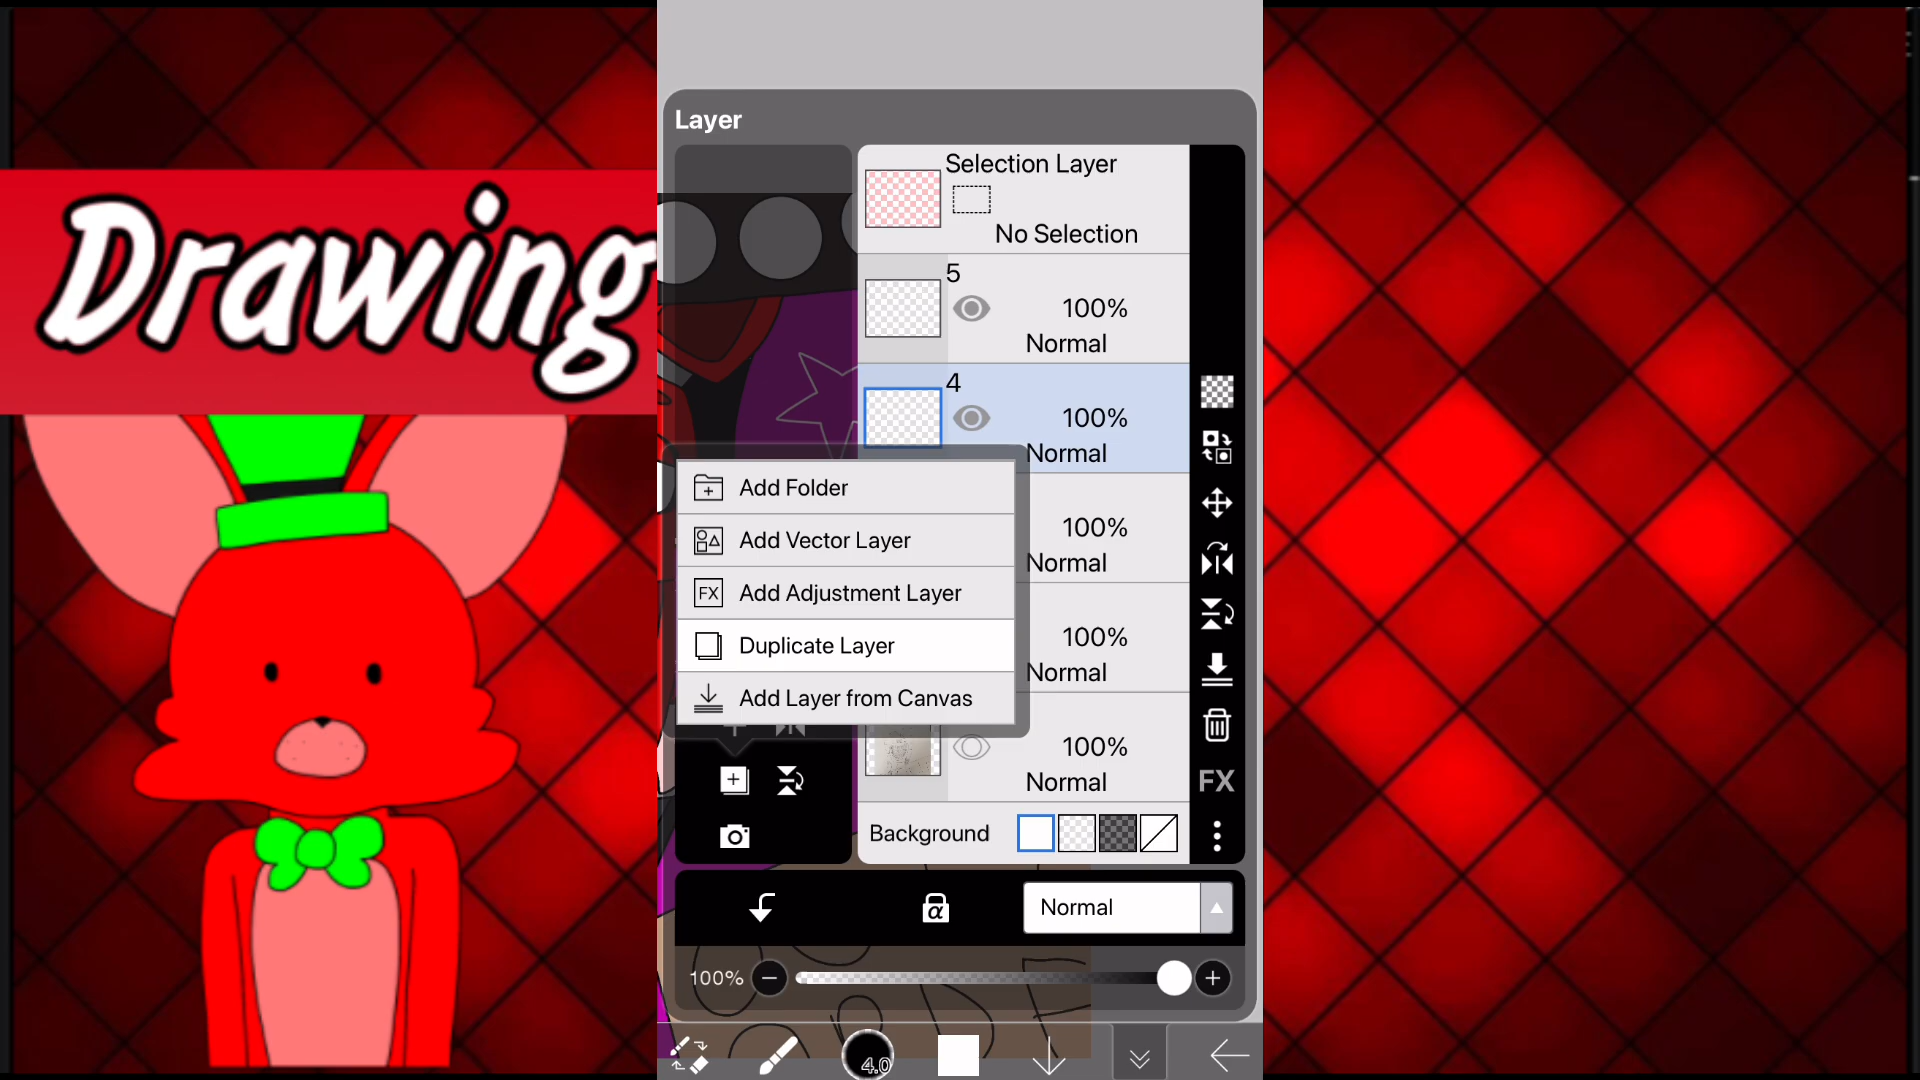 Drawing
Layer
Selection Layer
No Selection
5
100%
Normal
4
100%
Normal
Add Folder
Add Vector Layer
FX Add Adjustment Layer
Duplicate Layer
Add Layer from Canvas
100%
Normal
100%
Normal
100%
Normal
FX
Background
α
Normal
100%
4.0